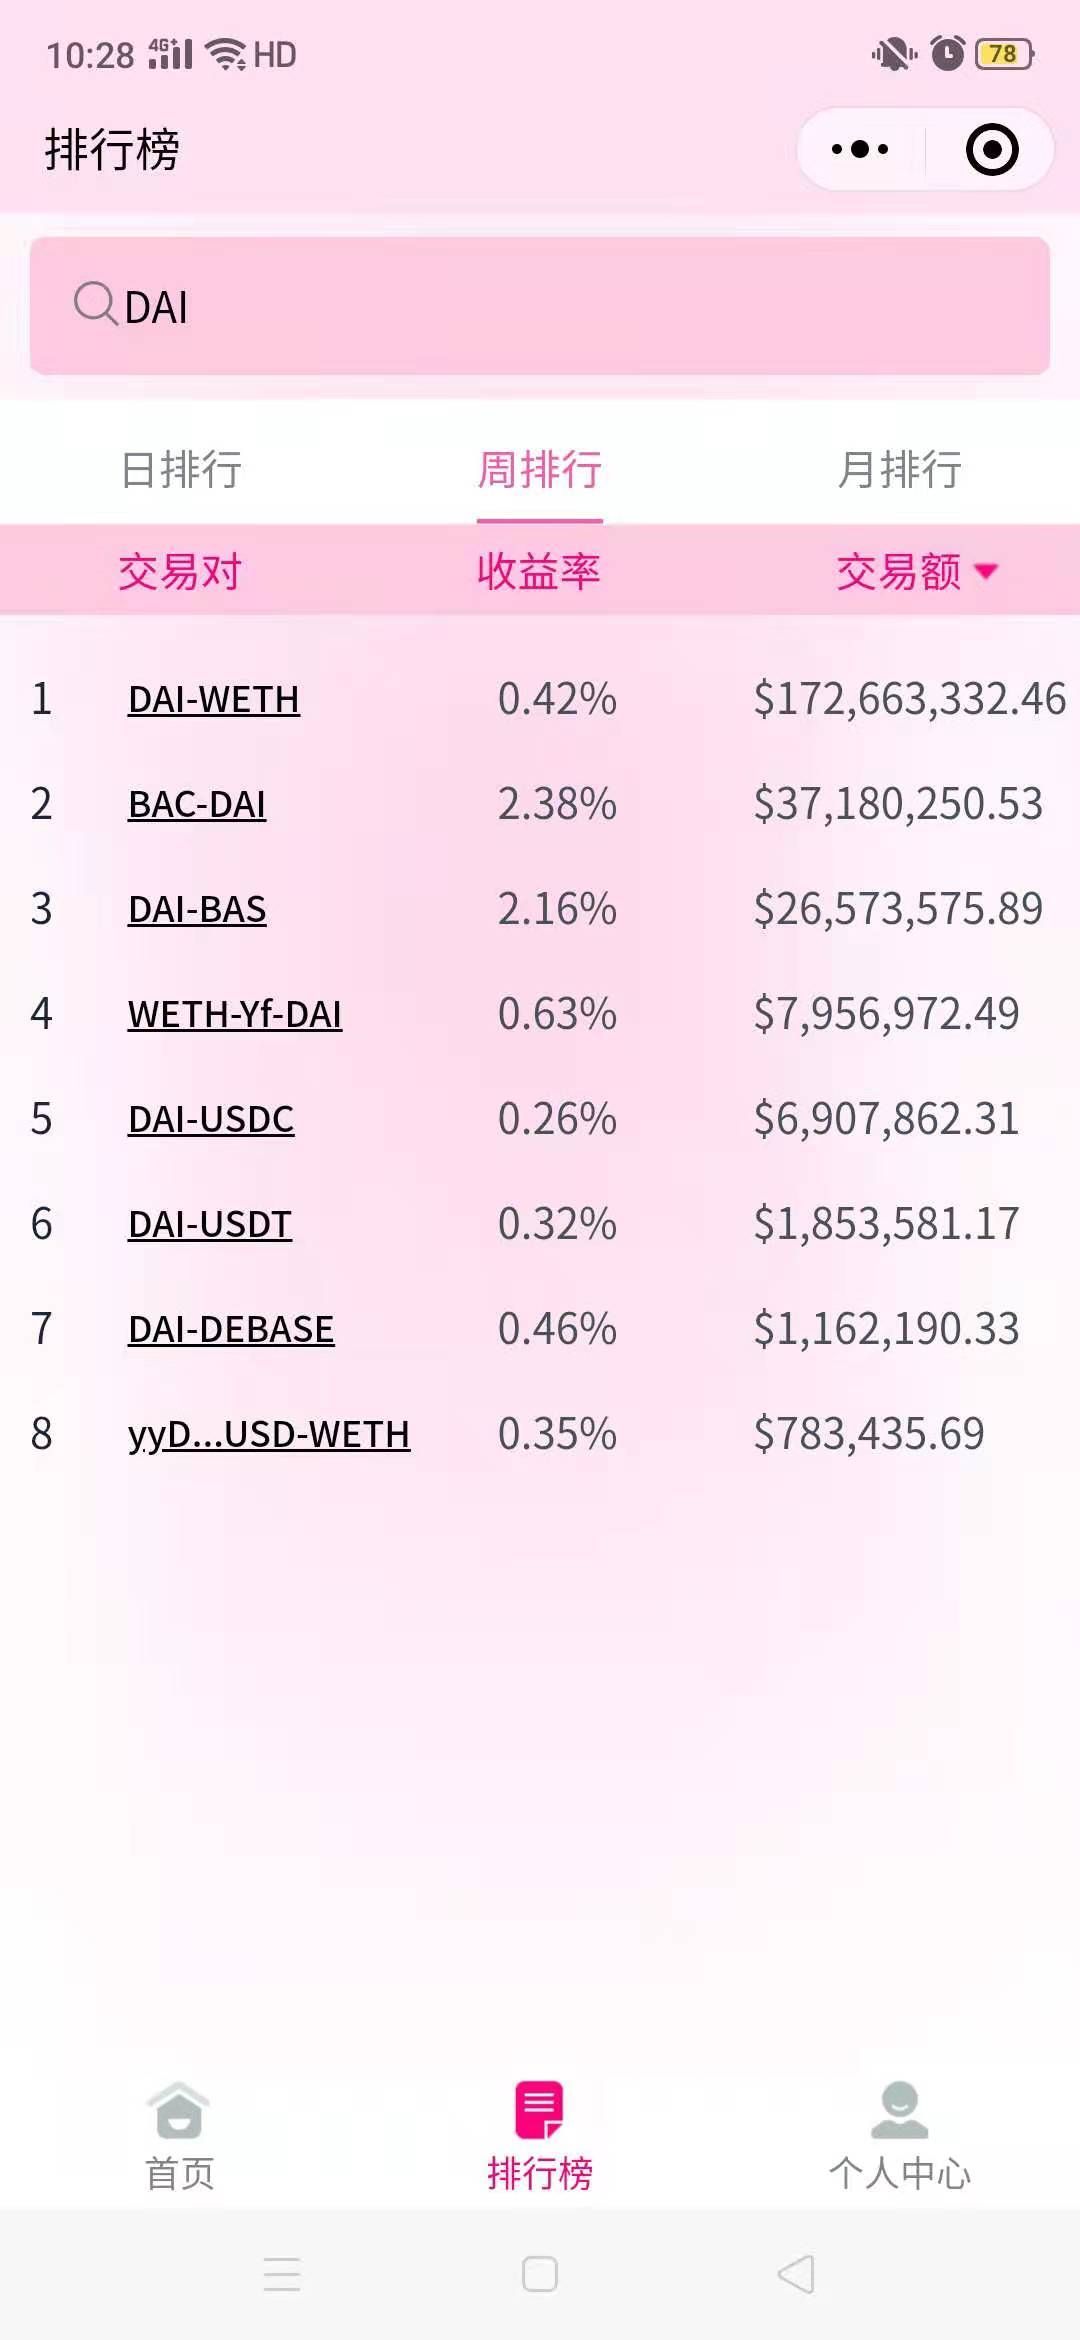 10:28 4G+ HD 78
排行榜
DAI
日排行 周排行 月排行
交易对 收益率 交易额
1 DAI-WETH 0.42% $172,663,332.46
2 BAC-DAI 2.38% $37,180,250.53
3 DAI-BAS 2.16% $26,573,575.89
4 WETH-Yf-DAI 0.63% $7,956,972.49
5 DAI-USDC 0.26% $6,907,862.31
6 DAI-USDT 0.32% $1,853,581.17
7 DAI-DEBASE 0.46% $1,162,190.33
8 yyD...USD-WETH 0.35% $783,435.69
首页 排行榜 个人中心